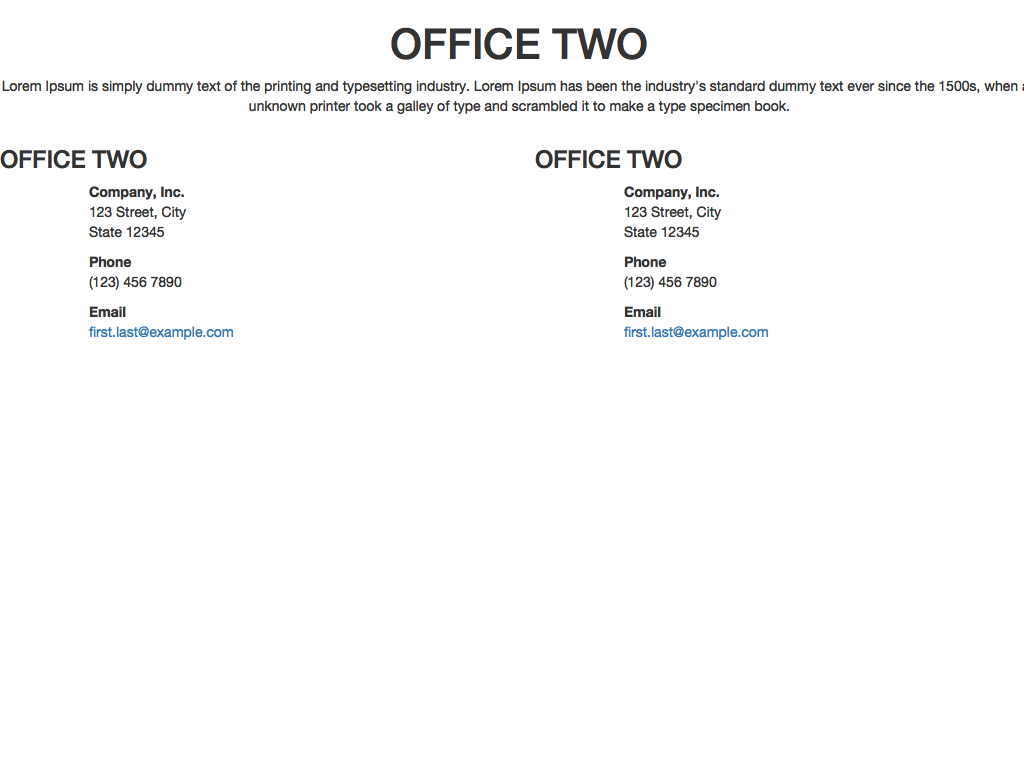 OFFICE TWO
Lorem Ipsum is simply dummy text of the printing and typesetting industry. Lorem Ipsum has been the industry's standard dummy text ever since the 1500s, when
unknown printer took a galley of type and scrambled it to make a type specimen book.
OFFICE TWO
Company, Inc.
123 Street, City
State 12345
Phone
(123) 456 7890
Email
first.last@example.com
OFFICE TWO
Company, Inc.
123 Street, City
State 12345
Phone
(123) 456 7890
Email
first.last@example.com